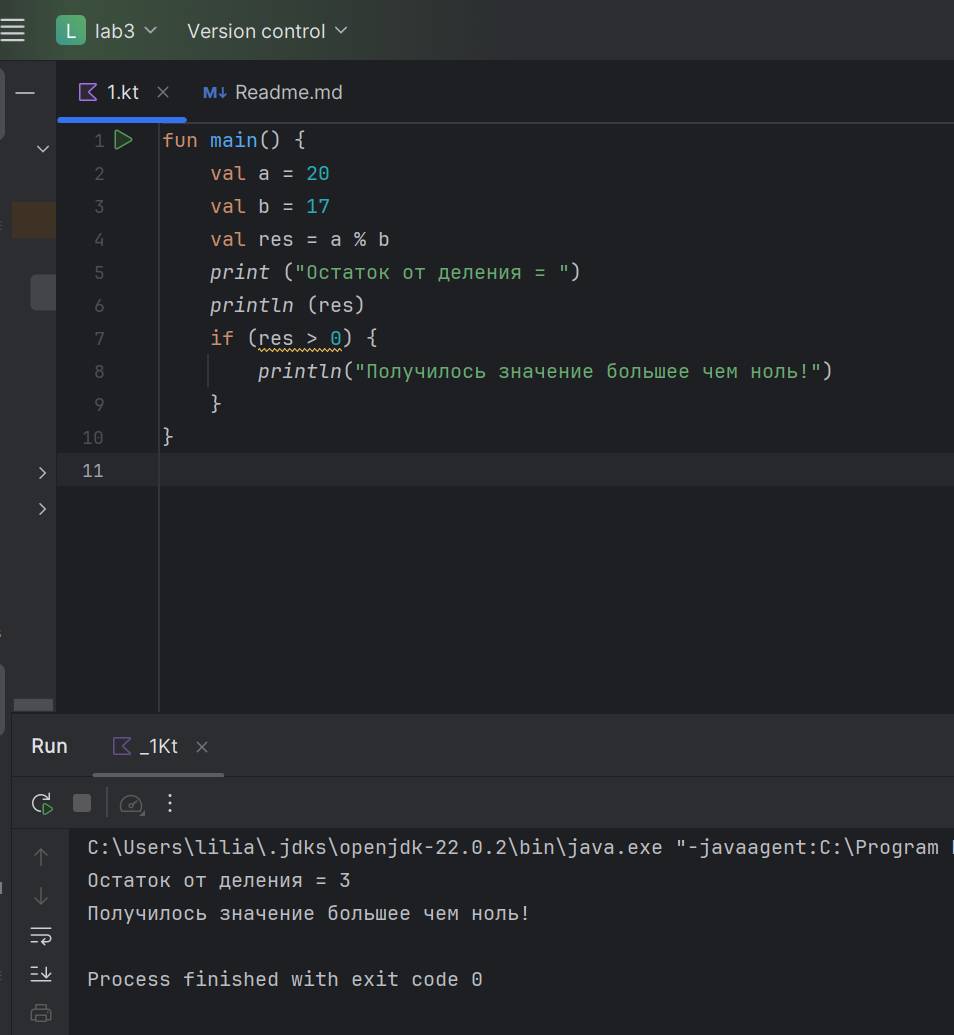 L lab3 Version control
1.kt M↓ Readme.md
1 fun main() {
2 val a = 20
3 val b = 17
4 val res = a % b
5 print ("Остаток от деления = ")
6 println (res)
7 if (res > 0) {
8 println("Получилось значение большее чем ноль!")
9 }
10 }
11
Run _1Kt
C:\Users\lilia\.jdks\openjdk-22.0.2\bin\java.exe "-javaagent:C:\Program
Остаток от деления = 3
Получилось значение большее чем ноль!
Process finished with exit code 0